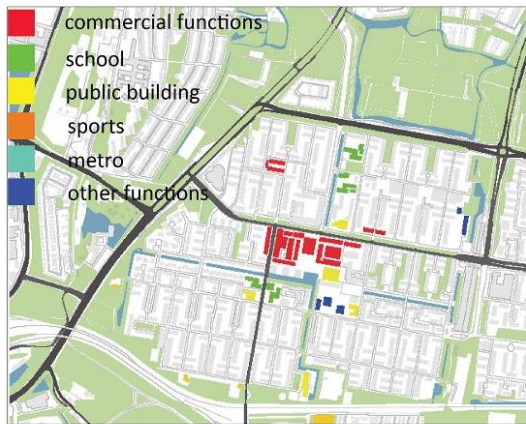 commercial functions
school
public building
sports
metro
other functions